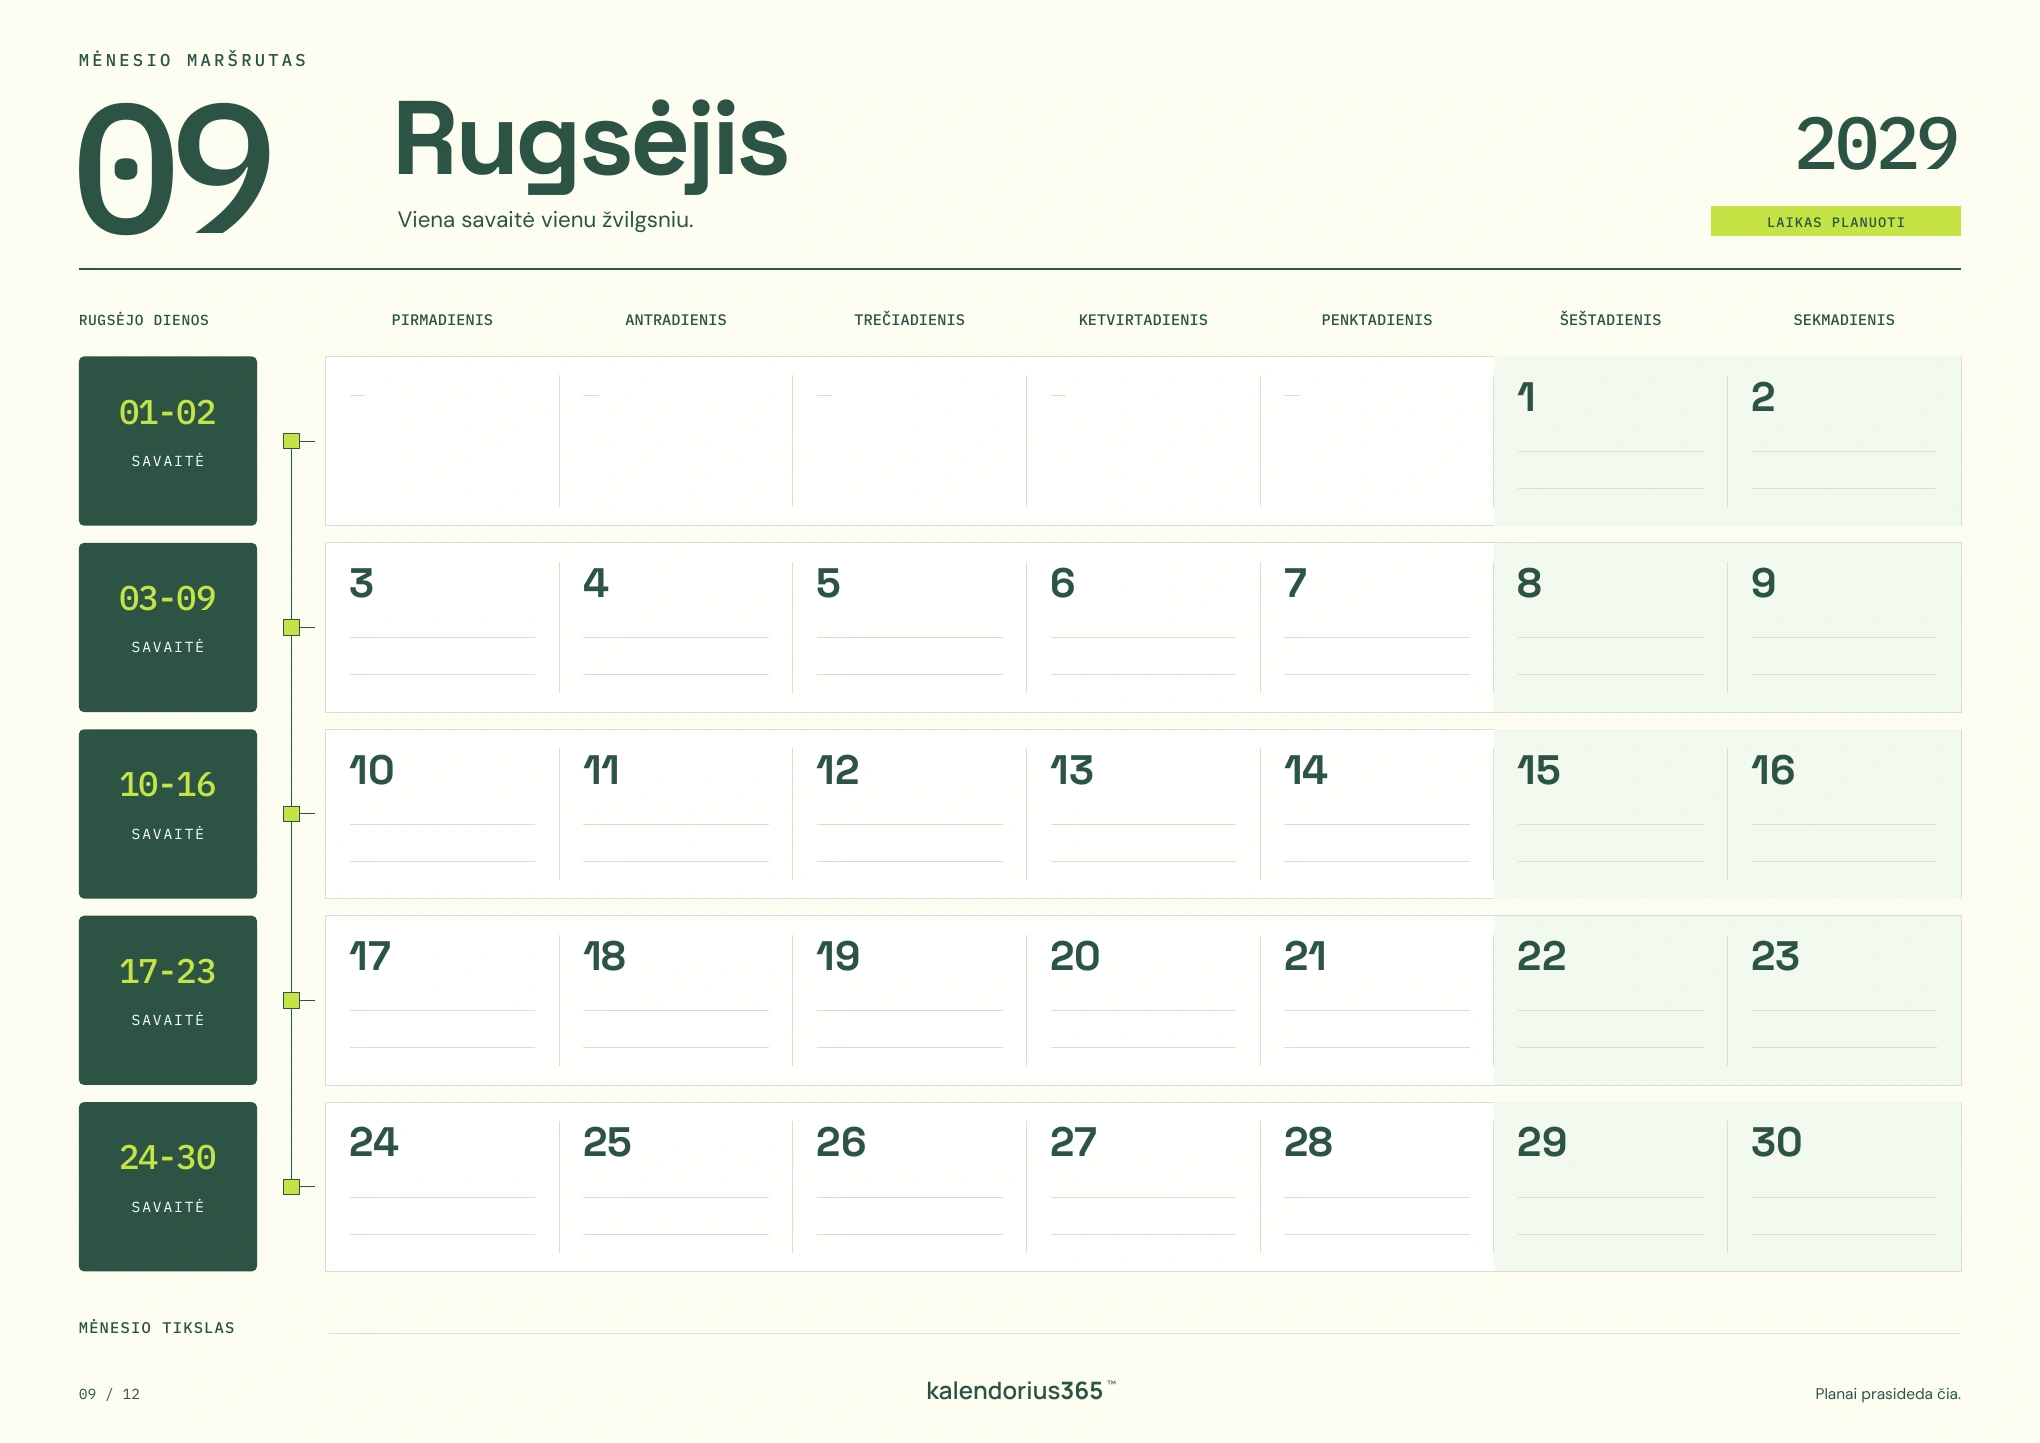 MĖNESIO MARŠRUTAS
09
Rugsėjis
Viena savaitė vienu žvilgsniu.
2029
LAIKAS PLANUOTI
RUGSĖJO DIENOS PIRMADIENIS ANTRADIENIS TREČIADIENIS KETVIRTADIENIS PENKTADIENIS ŠEŠTADIENIS SEKMADIENIS
01-02
SAVAITĖ
— — — — — 1 2
03-09
SAVAITĖ
3 4 5 6 7 8 9
10-16
SAVAITĖ
10 11 12 13 14 15 16
17-23
SAVAITĖ
17 18 19 20 21 22 23
24-30
SAVAITĖ
24 25 26 27 28 29 30
MĖNESIO TIKSLAS
09 / 12
kalendorius365™
Planai prasideda čia.